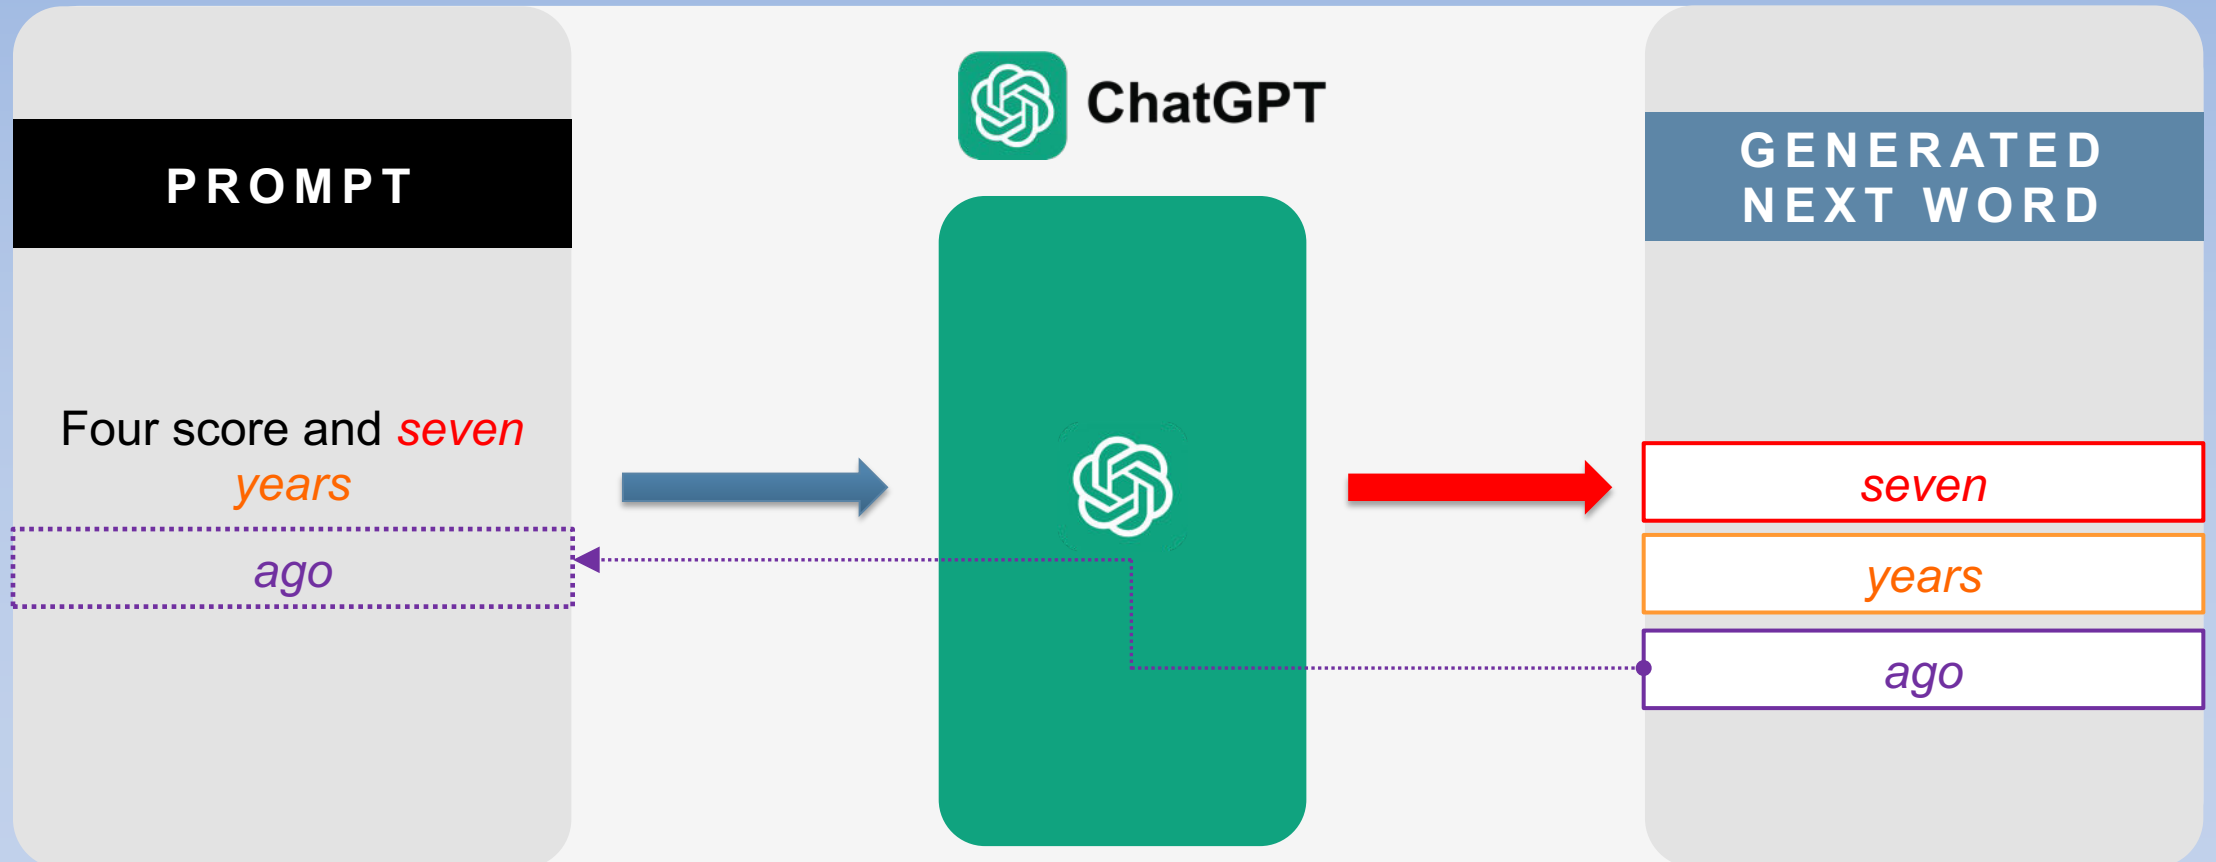 PROMPT
Four score and seven
years
ago
ChatGPT
GENERATED
NEXT WORD
seven
years
ago